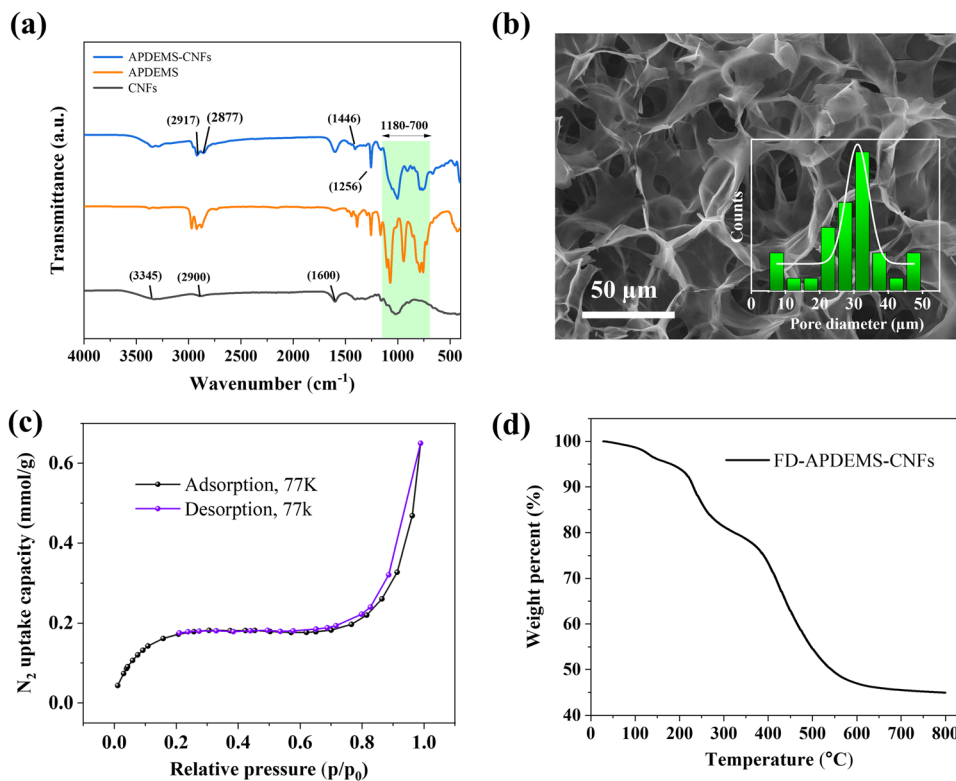 (a)
APDEMS-CNFs
APDEMS
CNFs
(2917)
(2877)
(1446)
1180-700
(1256)
(3345)
(2900)
(1600)
Transmittance (a.u.)
4000 3500 3000 2500 2000 1500 1000 500
Wavenumber (cm⁻¹)
(b)
50 µm
Counts
0 10 20 30 40 50
Pore diameter (µm)
(c)
N₂ uptake capacity (mmol/g)
0.6
0.4
0.2
0.0
Adsorption, 77K
Desorption, 77k
0.0 0.2 0.4 0.6 0.8 1.0
Relative pressure (p/p₀)
(d)
Weight percent (%)
100
90
80
70
60
50
40
FD-APDEMS-CNFs
0 100 200 300 400 500 600 700 800
Temperature (°C)